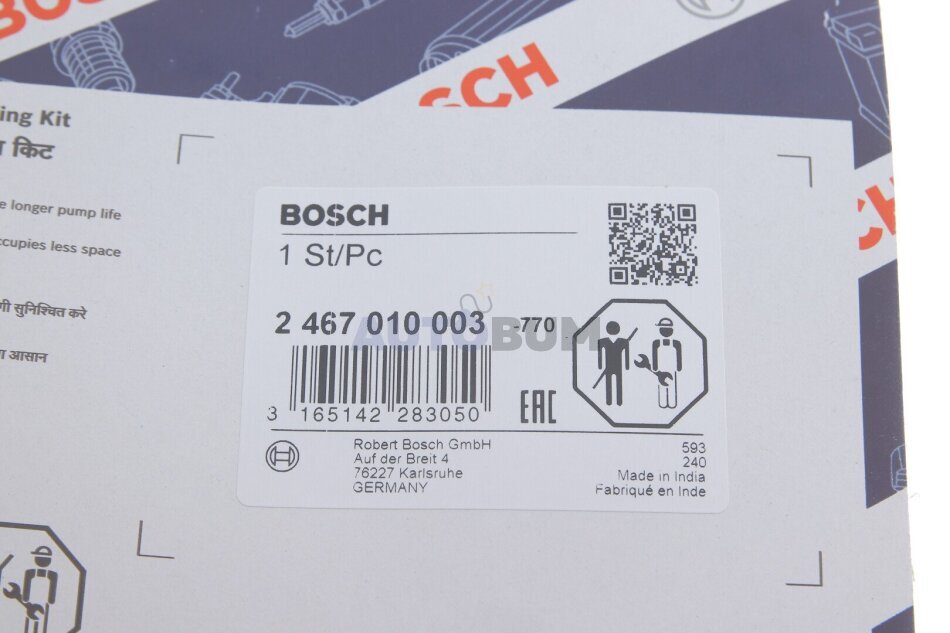 BOSCH
ing Kit
किट
longer pump life
ccupies less space
सुनिश्चित करे
आसान
BOSCH
1 St/Pc
2 467 010 003 -770
AUTOBUM
3 165142 283050
EAC
Robert Bosch GmbH
Auf der Breit 4
76227 Karlsruhe
GERMANY
593
240
Made in India
Fabriqué en Inde